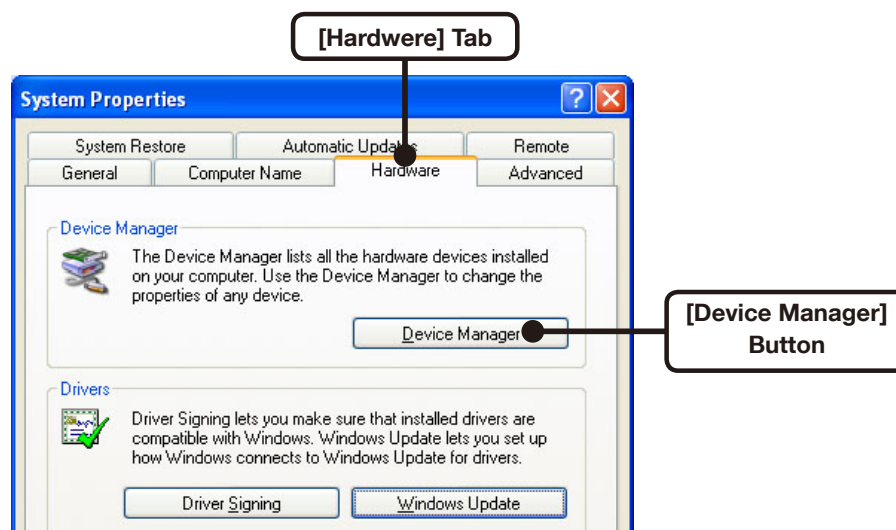 [Hardwere] Tab
System Properties
System Restore Automatic Updates Remote
General Computer Name Hardware Advanced
Device Manager
The Device Manager lists all the hardware devices installed
on your computer. Use the Device Manager to change the
properties of any device.
Device Manager
[Device Manager]
Button
Drivers
Driver Signing lets you make sure that installed drivers are
compatible with Windows. Windows Update lets you set up
how Windows connects to Windows Update for drivers.
Driver Signing Windows Update